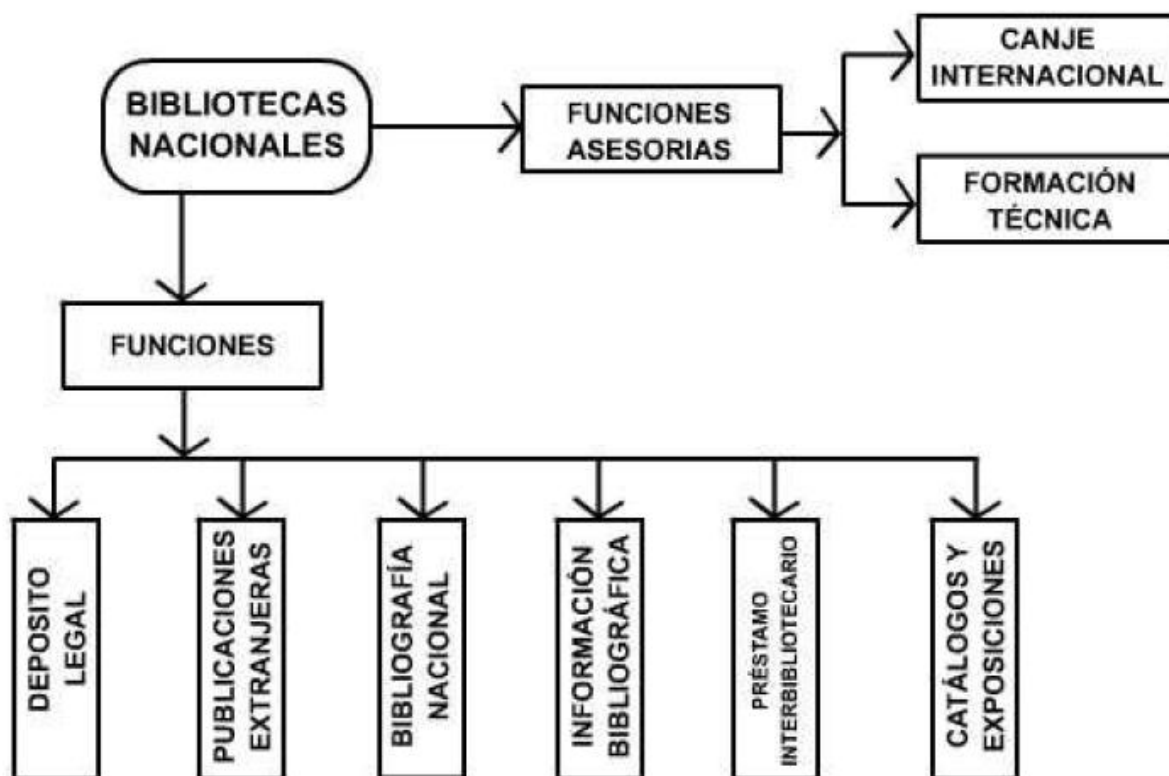 BIBLIOTECAS
NACIONALES
FUNCIONES
ASESORIAS
CANJE
INTERNACIONAL
FORMACIÓN
TÉCNICA
FUNCIONES
DEPOSITO
LEGAL
PUBLICACIONES
EXTRANJERAS
BIBLIOGRAFÍA
NACIONAL
INFORMACIÓN
BIBLIOGRÁFICA
PRÉSTAMO
INTERBIBLIOTECARIO
CATÁLOGOS Y
EXPOSICIONES